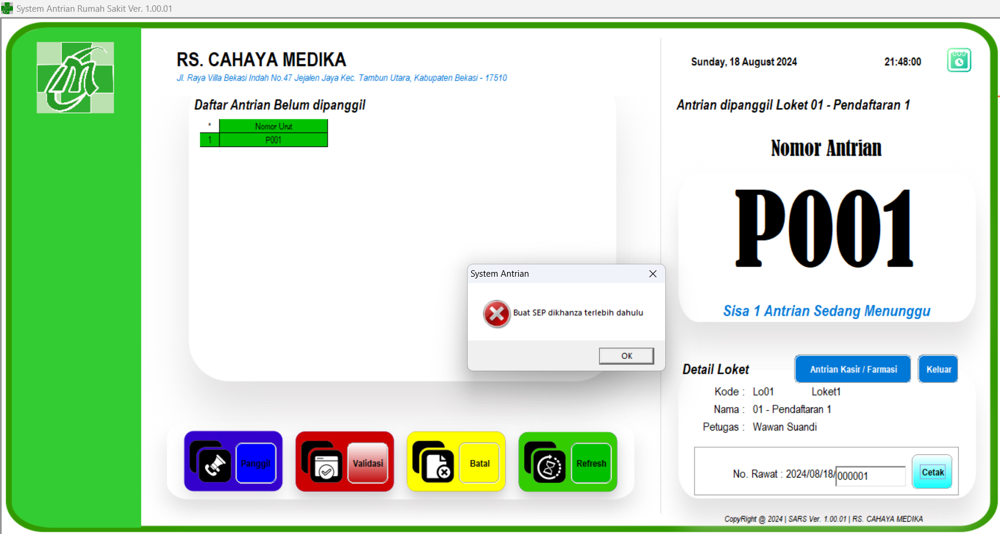 System Antrian Rumah Sakit Ver. 1.00.01
RS. CAHAYA MEDIKA
Jl. Raya Villa Bekasi Indah No.47 Jejalen Jaya Kec. Tambun Utara, Kabupaten Bekasi - 17510
Daftar Antrian Belum dipanggil
* Nomor Urut
1 P001
System Antrian
Buat SEP dikhanza terlebih dahulu
OK
Panggil
Validasi
Batal
Refresh
Sunday, 18 August 2024 21:48:00
Antrian dipanggil Loket 01 - Pendaftaran 1
Nomor Antrian
P001
Sisa 1 Antrian Sedang Menunggu
Detail Loket
Antrian Kasir / Farmasi
Keluar
Kode : Lo01 Loket1
Nama : 01 - Pendaftaran 1
Petugas : Wawan Suandi
No. Rawat : 2024/08/18/000001
Cetak
CopyRight @ 2024 | SARS Ver. 1.00.01 | RS. CAHAYA MEDIKA